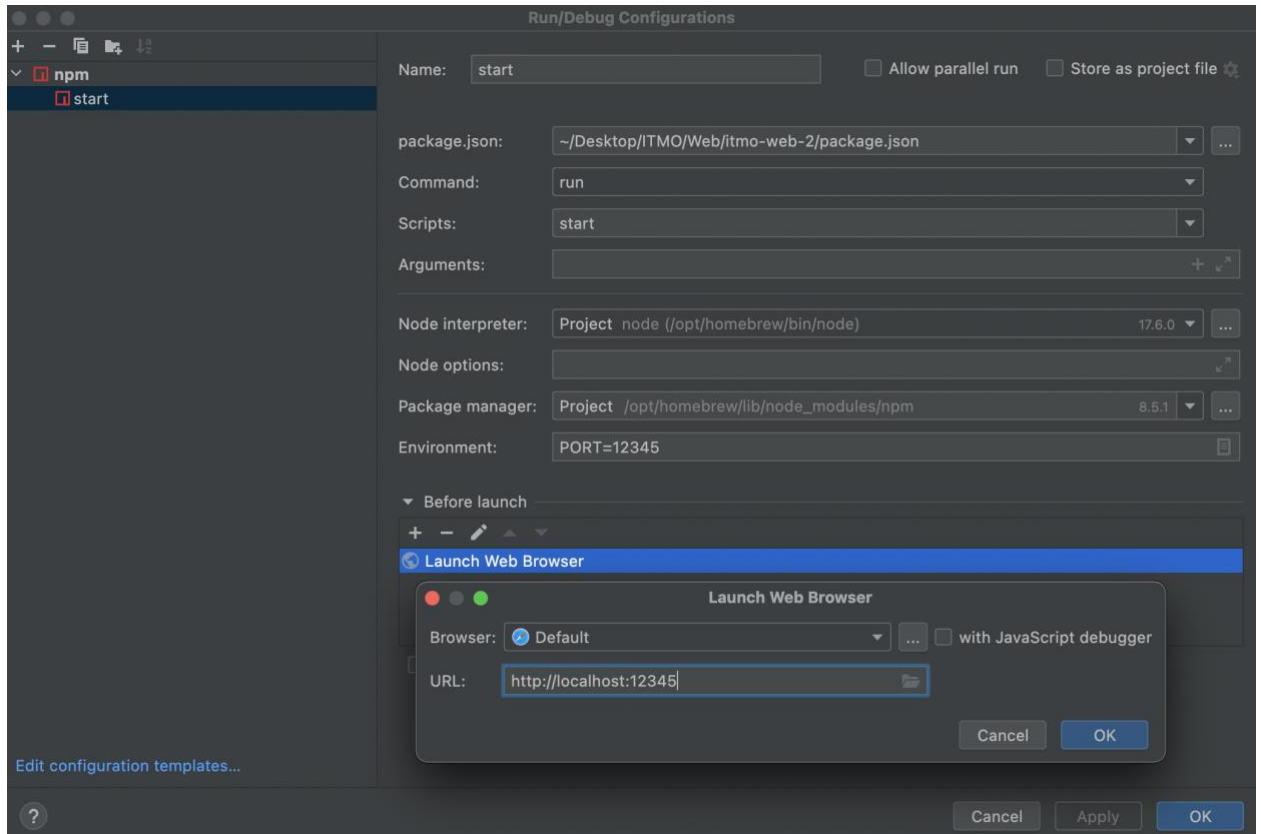 Run/Debug Configurations
npm
start
Name: start Allow parallel run Store as project file
package.json: ~/Desktop/ITMO/Web/itmo-web-2/package.json ...
Command: run
Scripts: start
Arguments:
Node interpreter: Project node (/opt/homebrew/bin/node) 17.6.0 ...
Node options:
Package manager: Project /opt/homebrew/lib/node_modules/npm 8.5.1 ...
Environment: PORT=12345
Before launch
Launch Web Browser
Launch Web Browser
Browser: Default ... with JavaScript debugger
URL: http://localhost:12345
Cancel OK
Edit configuration templates...
? Cancel Apply OK